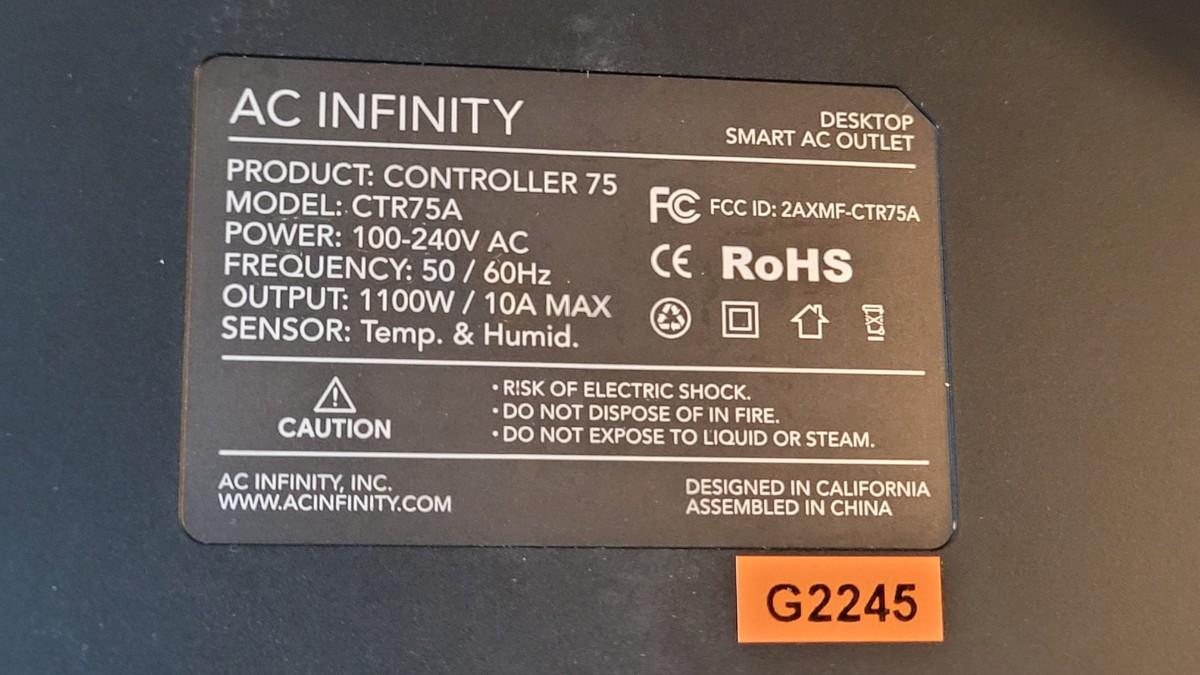 AC INFINITY
DESKTOP
SMART AC OUTLET
PRODUCT: CONTROLLER 75
MODEL: CTR75A
POWER: 100-240V AC
FREQUENCY: 50 / 60Hz
OUTPUT: 1100W / 10A MAX
SENSOR: Temp. & Humid.
FC FCC ID: 2AXMF-CTR75A
CE RoHS
CAUTION
• RISK OF ELECTRIC SHOCK.
• DO NOT DISPOSE OF IN FIRE.
• DO NOT EXPOSE TO LIQUID OR STEAM.
AC INFINITY, INC.
WWW.ACINFINITY.COM
DESIGNED IN CALIFORNIA
ASSEMBLED IN CHINA
G2245